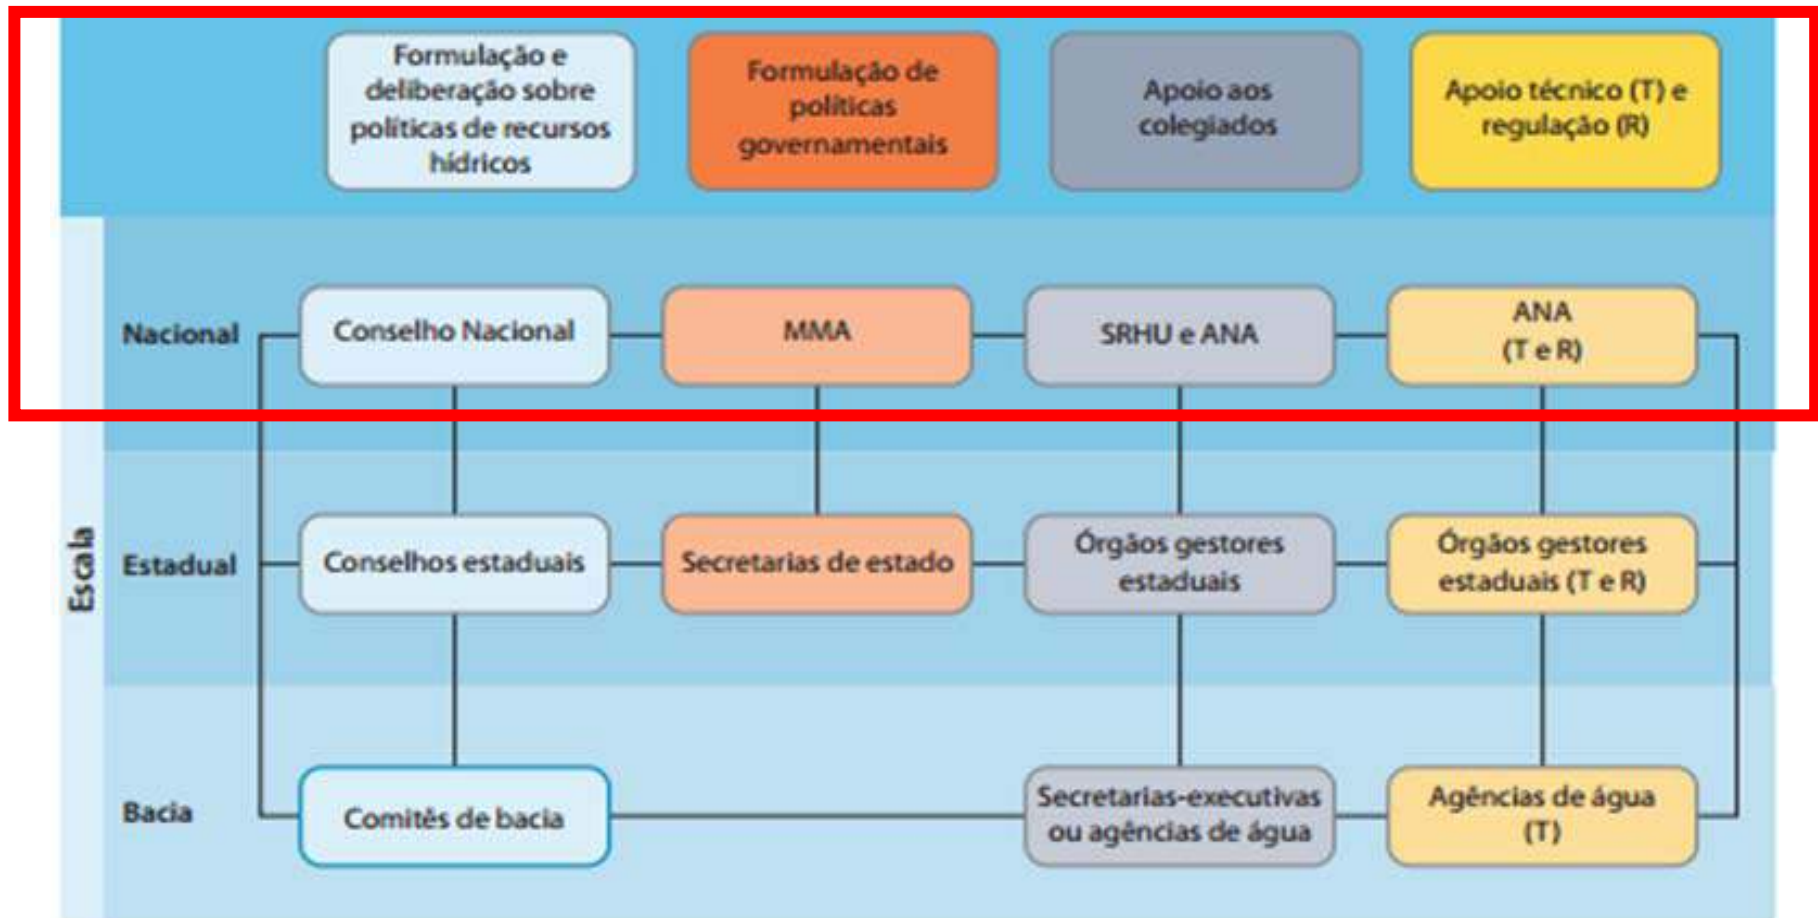 Formulação e
deliberação sobre
políticas de recursos
hídricos
Formulação de
políticas
governamentais
Apoio aos
colegiados
Apoio técnico (T) e
regulação (R)
Escala
Nacional
Conselho Nacional
MMA
SRHU e ANA
ANA
(T e R)
Estadual
Conselhos estaduais
Secretarias de estado
Órgãos gestores
estaduais
Órgãos gestores
estaduais (T e R)
Bacia
Comitês de bacia
Secretarias-executivas
ou agências de água
Agências de água
(T)